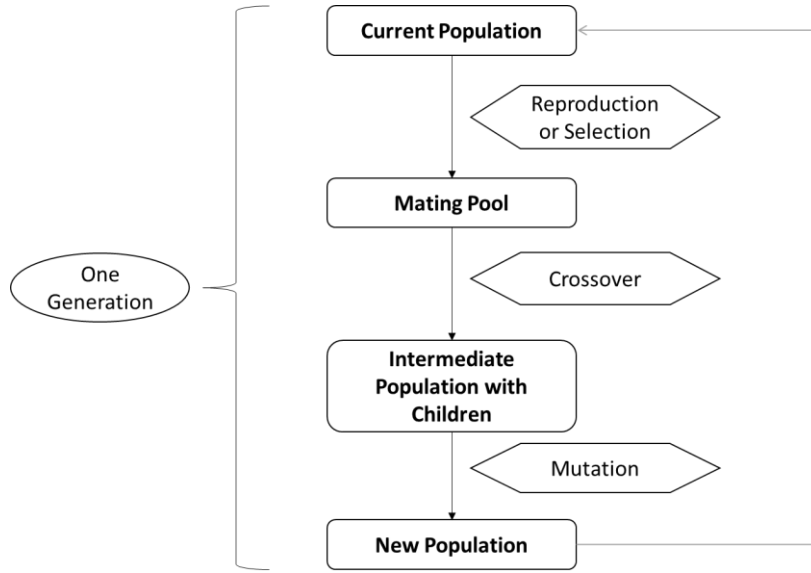 Current Population
Reproduction
or Selection
Mating Pool
One
Generation
Crossover
Intermediate
Population with
Children
Mutation
New Population